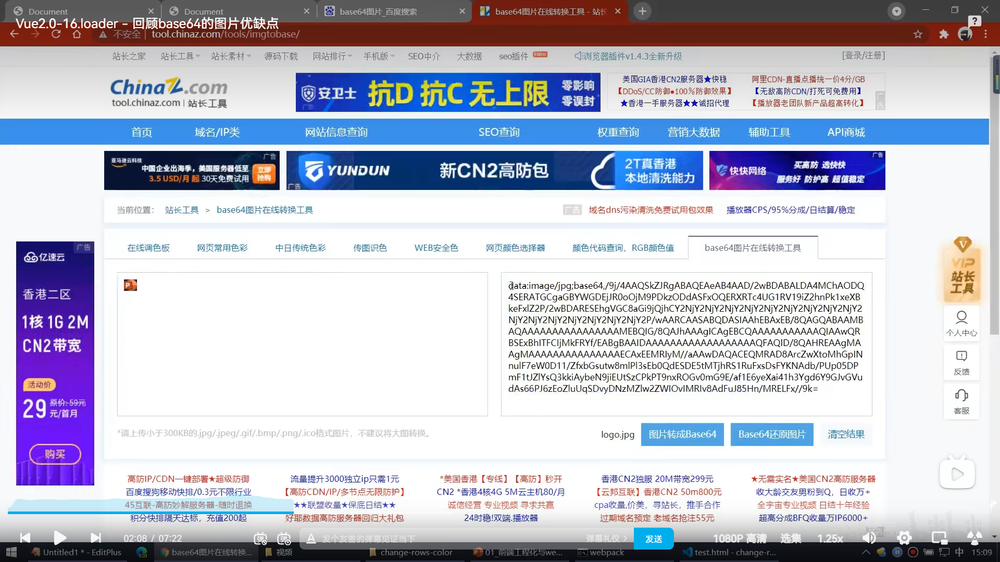 Document
Document
base64图片_百度搜索
base64图片在线转换工具 - 站长
Vue2.0-16.loader - 回顾base64的图片优缺点
不安全 | tool.chinaz.com/tools/imgtobase/
站长之家 站长工具 站长素材 源码下载 网站排行 手机版 SEO中介 大数据 seo插件 NEW 浏览器插件v1.4.3全新升级 [登录/注册]
ChinaZ.com
tool.chinaz.com | 站长工具
安卫士 抗D 抗C 无上限 零影响 零误封
广告
美国GIA香港CN2服务器★快稳 阿里CDN-直播点播统一价4分/GB
【DDoS/CC防御●100%防御效果】 【无敌高防CDN/打死可免费用】
★香港一手服务器★★诚招代理 【播放器老团队新产品超高转化】
广告
首页 域名/IP类 网站信息查询 SEO查询 权重查询 营销大数据 辅助工具 API商城
亚马逊云科技
广告
中国企业出海季，美国服务器低至
3.5 USD/月 起 30天免费试用
立即抢购
YUNDUN 新CN2高防包
2T真香港
本地清洗能力
广告
快快网络
买高防 选快快
服务好 防护高 超值稳定
广告
当前位置： 站长工具 > base64图片在线转换工具
广告 域名dns污染清洗免费试用包效果 播放器CPS/95%分成/日结算/稳定
在线调色板 网页常用色彩 中日传统色彩 传图识色 WEB安全色 网页颜色选择器 颜色代码查询、RGB颜色值 base64图片在线转换工具
P
data:image/jpg;base64,/9j/4AAQSkZJRgABAQEAeAB4AAD/2wBDABALDA4MChAODQ
4SERATGCgaGBYWGDEjJR0oOjM9PDkzODdASFxOQERXRTc4UG1RV19iZ2hnPk1xeXB
keFxlZ2P/2wBDARESEhgVGC8aGi9jQjhCY2NjY2NjY2NjY2NjY2NjY2NjY2NjY2NjY2NjY2
NjY2NjY2NjY2NjY2NjY2NjY2NjY2P/wAARCAASABQDASIAAhEBAxEB/8QAGQABAAMB
AQAAAAAAAAAAAAAAAAMEBQIG/8QAJhAAAgICAgEBCQAAAAAAAAAAAQIAAwQR
BSExBhITFCIjMkFRYf/EABgBAAIDAAAAAAAAAAAAAAAAAAQFAQID/8QAHREAAgMA
AgMAAAAAAAAAAAAAAAECAxEEMRIyM//aAAwDAQACEQMRAD8ArcZwXtoMhGpIN
nulF7eW0D11/ZfxbGsutw8mlPl3sEb0QdESDE5tMTjhRS1RuFxsDsFYKNAdb/PUp05DP
mF1tJZlYsQ3kkiAybeN9jiEUtSzCPkPT9nxROGv0mG9E/af1E6yeXai41h3Ygd6Y9GJvGVu
dAs66PJ6zEoZluUqSDvyDNzMZlw2ZWIOvIMRIv8AdFuJ85Hn/MRELFx//9k=
*请上传小于300KB的.jpg/.jpeg/.gif/.bmp/.png/.ico格式图片，不建议将大图转换。
logo.jpg 图片转成Base64 Base64还原图片 清空结果
广告
亿速云
香港二区
1核 1G 2M
CN2带宽
活动价
29 原价: 59元
元/首月
购买
VIP
站长
工具
个人中心
反馈
客服
高防IP/CDN一键部署★超级防御 流量提升3000独立ip只需1元 *美国香港【专线】【高防】秒开 香港CN2独服 20M带宽299元 ★无需实名★美国CN2高防服务器
百度搜狗移动快排/0.3元不限行业 【高防CDN/IP/多节点无限防护】 CN2 *香港4核4G 5M云主机80/月 【云邦互联】香港CN2 50m800元 收大龄交友男粉到Q，日收万+
45互联-高防妙解服务器-随时退换 ★★联盟收量★保底日结★★ 诚信经营 专业视频 寻求共赢 cpa收量,价美，寻站长，推手合作 全宇宙专业视频 日结十年经验
积分快排隔天达标，充值200起 好耶数据高防服务器回归大礼包 24时稳!双端.播放器 过期域名预定 老域名抢注55元 超高分成BFQ收量万IP6000+
02:08 / 07:22 弹 弹 A 发个友善的弹幕见证当下 弹幕礼仪 > 发送 1080P 高清 选集 1.25x
Untitled1 * - EditPlus base64图片在线转换... 视频 change-rows-color 01_前端工程化与we... webpack test.html - change-r... 中 15:09